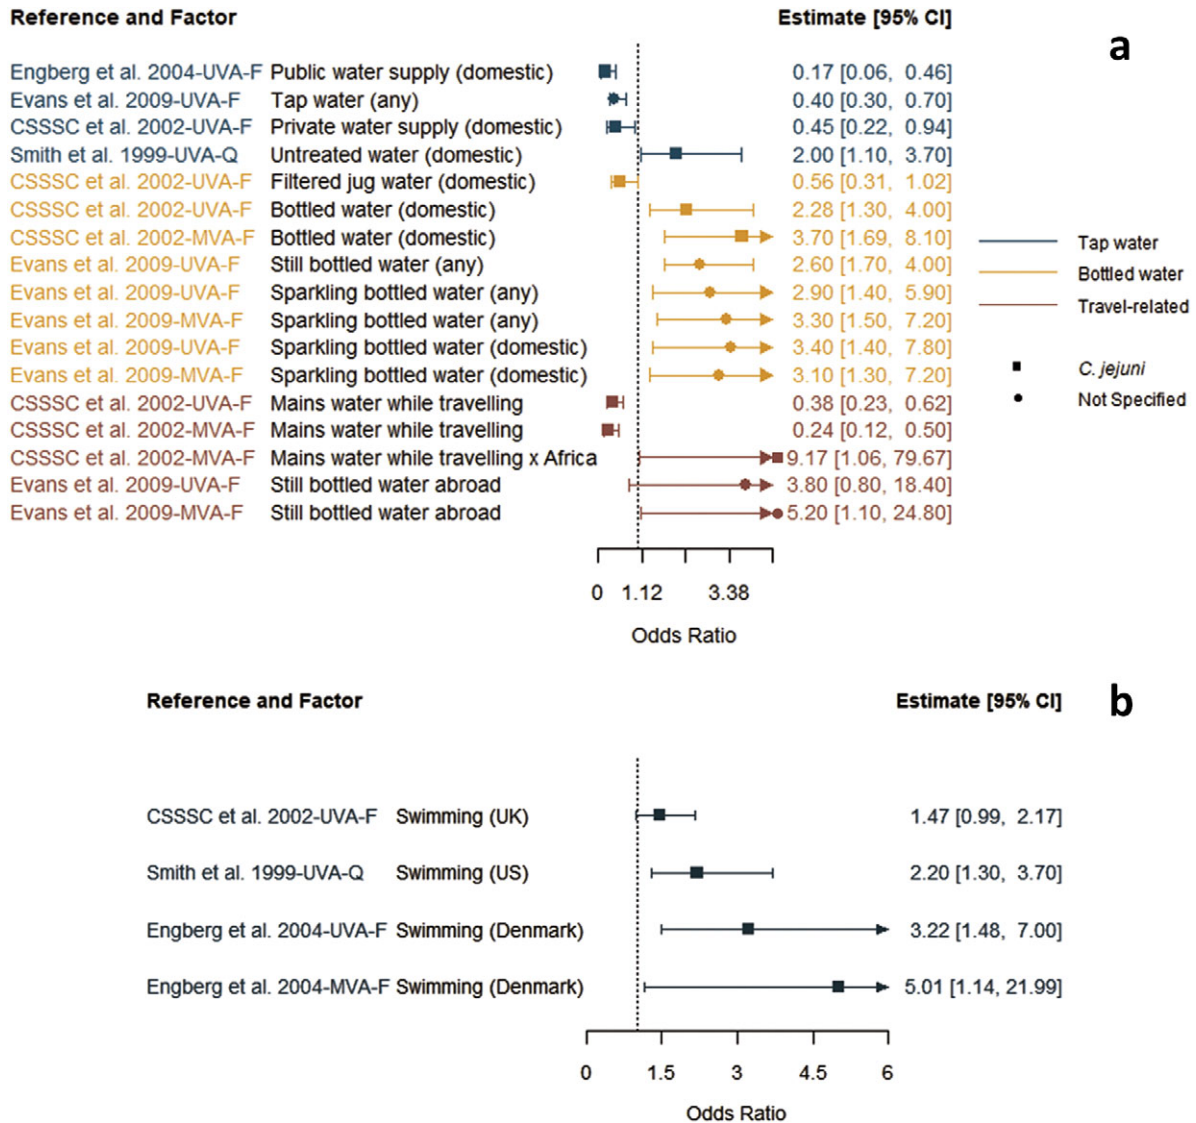 Reference and Factor Estimate [95% CI] a
Engberg et al. 2004-UVA-F Public water supply (domestic) 0.17 [0.06, 0.46]
Evans et al. 2009-UVA-F Tap water (any) 0.40 [0.30, 0.70]
CSSSC et al. 2002-UVA-F Private water supply (domestic) 0.45 [0.22, 0.94]
Smith et al. 1999-UVA-Q Untreated water (domestic) 2.00 [1.10, 3.70]
CSSSC et al. 2002-UVA-F Filtered jug water (domestic) 0.56 [0.31, 1.02]
CSSSC et al. 2002-UVA-F Bottled water (domestic) 2.28 [1.30, 4.00]
CSSSC et al. 2002-MVA-F Bottled water (domestic) 3.70 [1.69, 8.10]
Evans et al. 2009-UVA-F Still bottled water (any) 2.60 [1.70, 4.00]
Evans et al. 2009-UVA-F Sparkling bottled water (any) 2.90 [1.40, 5.90]
Evans et al. 2009-MVA-F Sparkling bottled water (any) 3.30 [1.50, 7.20]
Evans et al. 2009-UVA-F Sparkling bottled water (domestic) 3.40 [1.40, 7.80]
Evans et al. 2009-MVA-F Sparkling bottled water (domestic) 3.10 [1.30, 7.20]
CSSSC et al. 2002-UVA-F Mains water while travelling 0.38 [0.23, 0.62]
CSSSC et al. 2002-MVA-F Mains water while travelling 0.24 [0.12, 0.50]
CSSSC et al. 2002-MVA-F Mains water while travelling x Africa 9.17 [1.06, 79.67]
Evans et al. 2009-UVA-F Still bottled water abroad 3.80 [0.80, 18.40]
Evans et al. 2009-MVA-F Still bottled water abroad 5.20 [1.10, 24.80]
Tap water
Bottled water
Travel-related
C. jejuni
Not Specified
0 1.12 3.38
Odds Ratio
Reference and Factor Estimate [95% CI] b
CSSSC et al. 2002-UVA-F Swimming (UK) 1.47 [0.99, 2.17]
Smith et al. 1999-UVA-Q Swimming (US) 2.20 [1.30, 3.70]
Engberg et al. 2004-UVA-F Swimming (Denmark) 3.22 [1.48, 7.00]
Engberg et al. 2004-MVA-F Swimming (Denmark) 5.01 [1.14, 21.99]
0 1.5 3 4.5 6
Odds Ratio